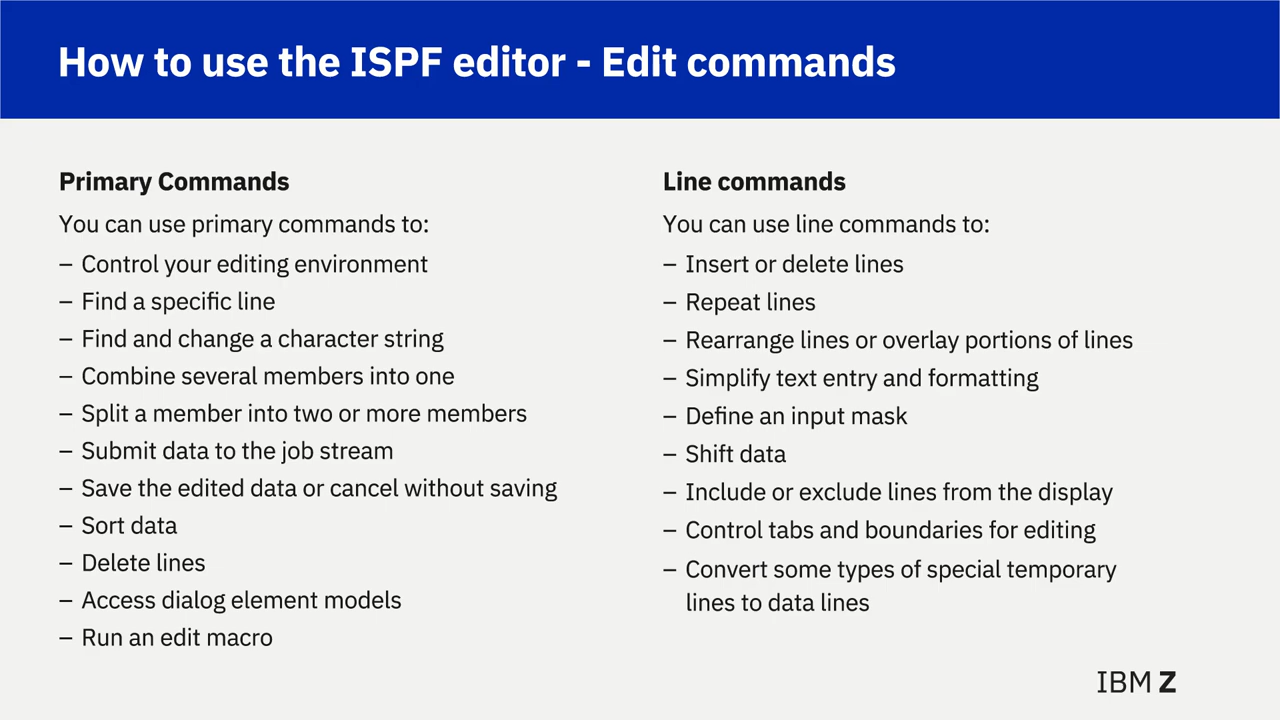 How to use the ISPF editor - Edit commands
Primary Commands
You can use primary commands to:
– Control your editing environment
– Find a specific line
– Find and change a character string
– Combine several members into one
– Split a member into two or more members
– Submit data to the job stream
– Save the edited data or cancel without saving
– Sort data
– Delete lines
– Access dialog element models
– Run an edit macro
Line commands
You can use line commands to:
– Insert or delete lines
– Repeat lines
– Rearrange lines or overlay portions of lines
– Simplify text entry and formatting
– Define an input mask
– Shift data
– Include or exclude lines from the display
– Control tabs and boundaries for editing
– Convert some types of special temporary
lines to data lines
IBM Z